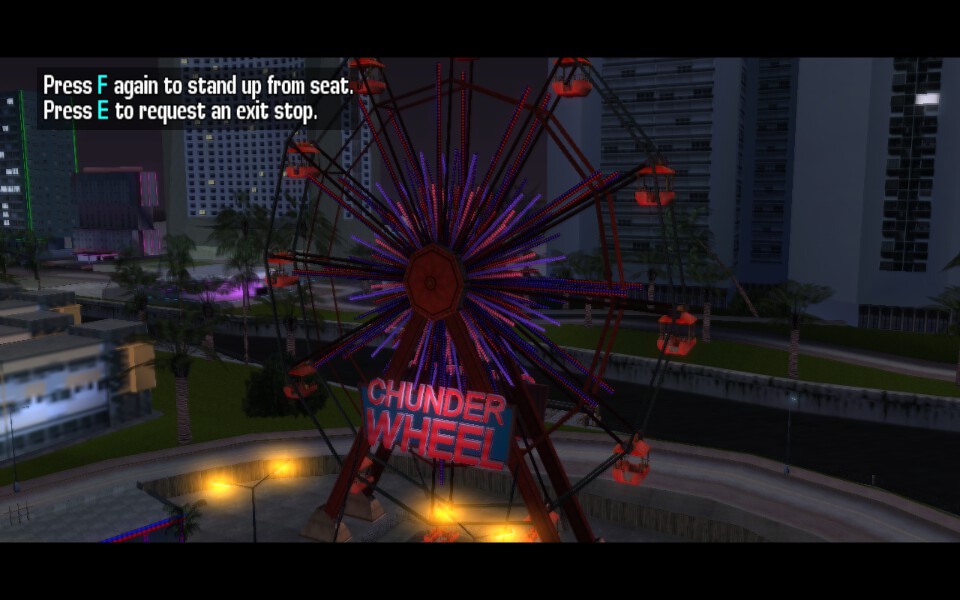 Press F again to stand up from seat.
Press E to request an exit stop.
CHUNDER
WHEEL